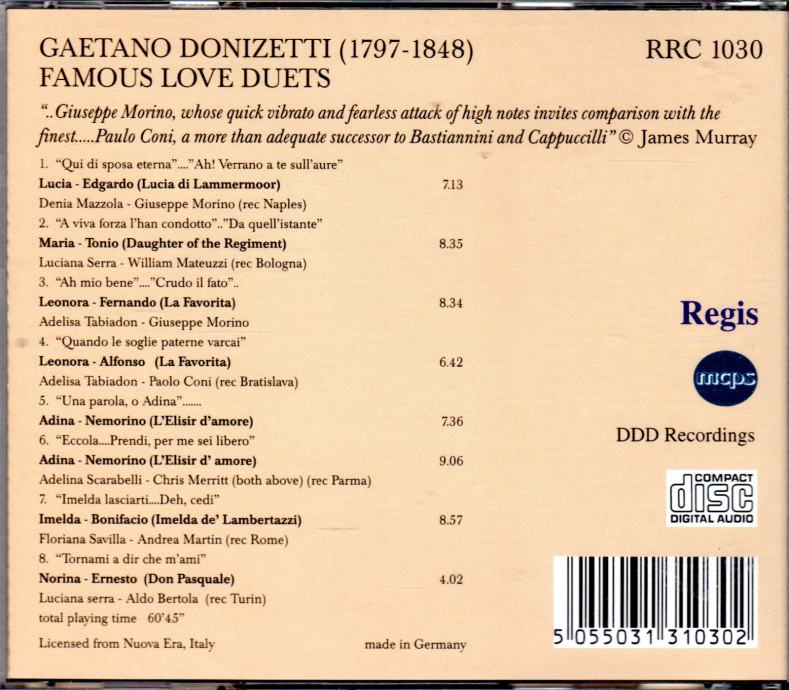 GAETANO DONIZETTI (1797-1848)
RRC 1030
FAMOUS LOVE DUETS
“..Giuseppe Morino, whose quick vibrato and fearless attack of high notes invites comparison with the
finest.....Paulo Coni, a more than adequate successor to Bastiannini and Cappuccilli” © James Murray
1. “Qui di sposa eterna”....”Ah! Verrano a te sull'aure”
Lucia - Edgardo (Lucia di Lammermoor) 7.13
Denia Mazzola - Giuseppe Morino (rec Naples)
2. “A viva forza l'han condotto”..”Da quell'istante”
Maria - Tonio (Daughter of the Regiment) 8.35
Luciana Serra - William Mateuzzi (rec Bologna)
3. “Ah mio bene”....”Crudo il fato”..
Leonora - Fernando (La Favorita) 8.34
Adelisa Tabiadon - Giuseppe Morino
4. “Quando le soglie paterne varcai”
Leonora - Alfonso (La Favorita) 6.42
Adelisa Tabiadon - Paolo Coni (rec Bratislava)
5. “Una parola, o Adina”.......
Adina - Nemorino (L'Elisir d'amore) 7.36
6. “Eccola....Prendi, per me sei libero”
Adina - Nemorino (L'Elisir d' amore) 9.06
Adelina Scarabelli - Chris Merritt (both above) (rec Parma)
7. “Imelda lasciarti....Deh, cedi”
Imelda - Bonifacio (Imelda de' Lambertazzi) 8.57
Floriana Savilla - Andrea Martin (rec Rome)
8. “Tornami a dir che m'ami”
Norina - Ernesto (Don Pasquale) 4.02
Luciana serra - Aldo Bertola (rec Turin)
total playing time 60'45”
Licensed from Nuova Era, Italy
made in Germany
Regis
mcps
DDD Recordings
COMPACT
disc
DIGITAL AUDIO
5 055031 310302